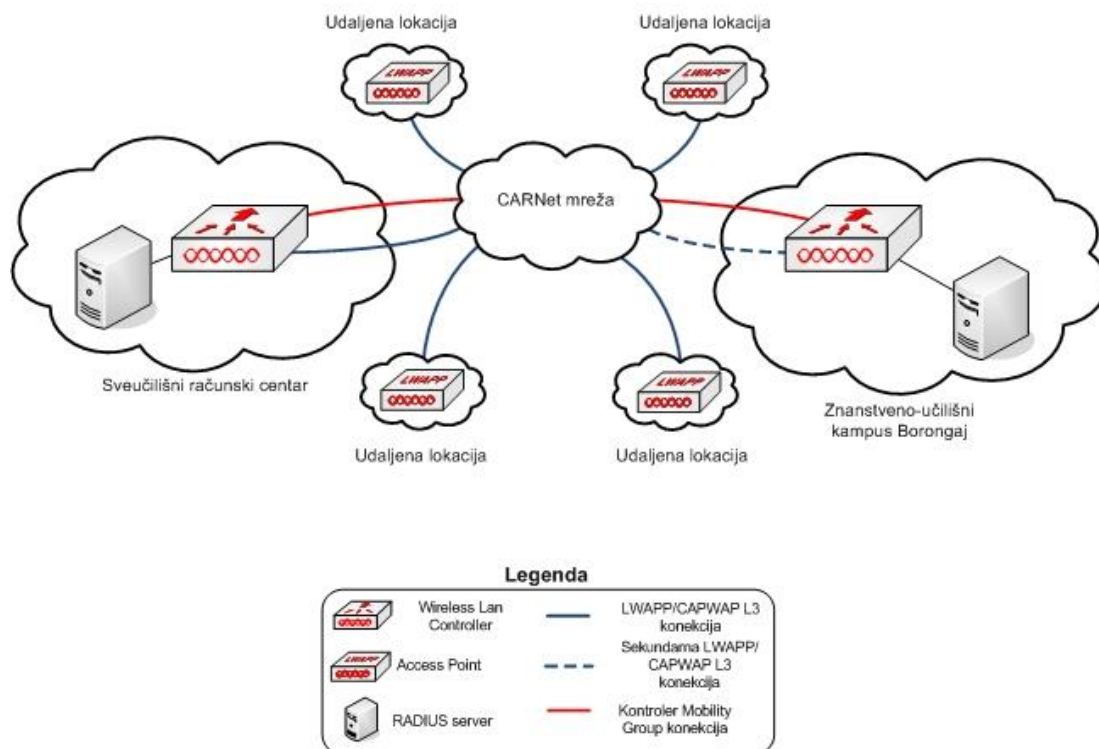 Udaljena lokacija
Udaljena lokacija
LWAPP
LWAPP
CARNet mreža
Sveučilišni računski centar
LWAPP
LWAPP
Znanstveno-učilišni
kampus Borongaj
Udaljena lokacija
Udaljena lokacija
Legenda
Wireless Lan
Controller
LWAPP/CAPWAP L3
konekcija
LWAPP
Access Point
Sekundarna LWAPP/
CAPWAP L3
konekcija
RADIUS server
Kontroler Mobility
Group konekcija